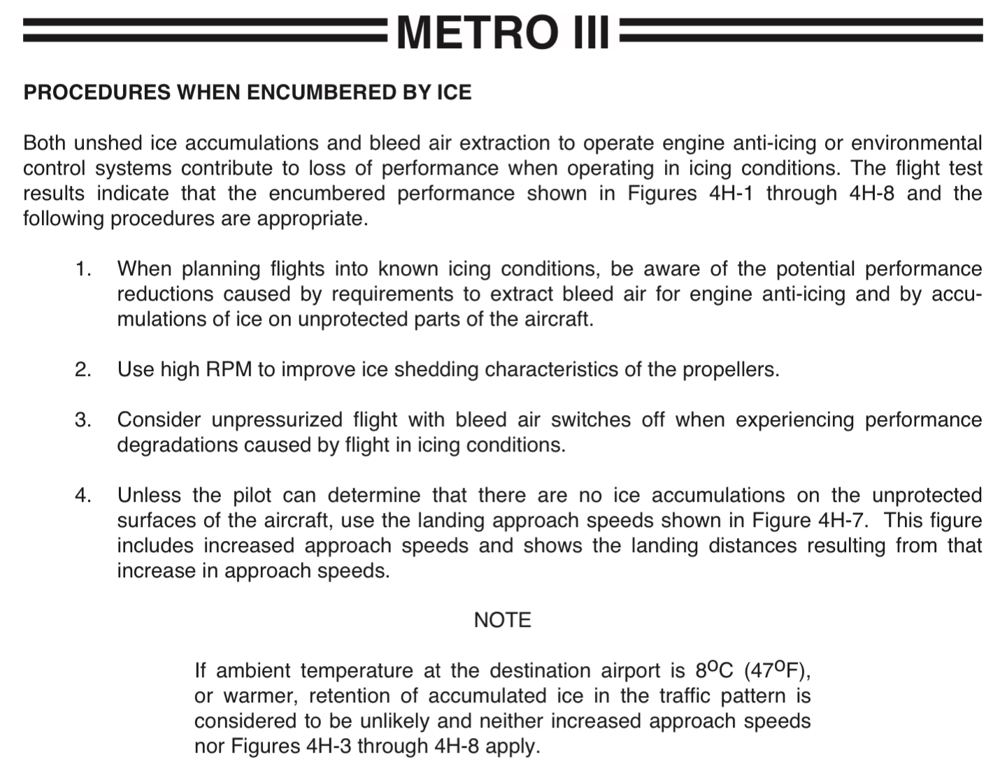 METRO III
PROCEDURES WHEN ENCUMBERED BY ICE
Both unshed ice accumulations and bleed air extraction to operate engine anti-icing or environmental
control systems contribute to loss of performance when operating in icing conditions. The flight test
results indicate that the encumbered performance shown in Figures 4H-1 through 4H-8 and the
following procedures are appropriate.
1. When planning flights into known icing conditions, be aware of the potential performance
reductions caused by requirements to extract bleed air for engine anti-icing and by accu-
mulations of ice on unprotected parts of the aircraft.
2. Use high RPM to improve ice shedding characteristics of the propellers.
3. Consider unpressurized flight with bleed air switches off when experiencing performance
degradations caused by flight in icing conditions.
4. Unless the pilot can determine that there are no ice accumulations on the unprotected
surfaces of the aircraft, use the landing approach speeds shown in Figure 4H-7. This figure
includes increased approach speeds and shows the landing distances resulting from that
increase in approach speeds.
NOTE
If ambient temperature at the destination airport is 8ºC (47ºF),
or warmer, retention of accumulated ice in the traffic pattern is
considered to be unlikely and neither increased approach speeds
nor Figures 4H-3 through 4H-8 apply.